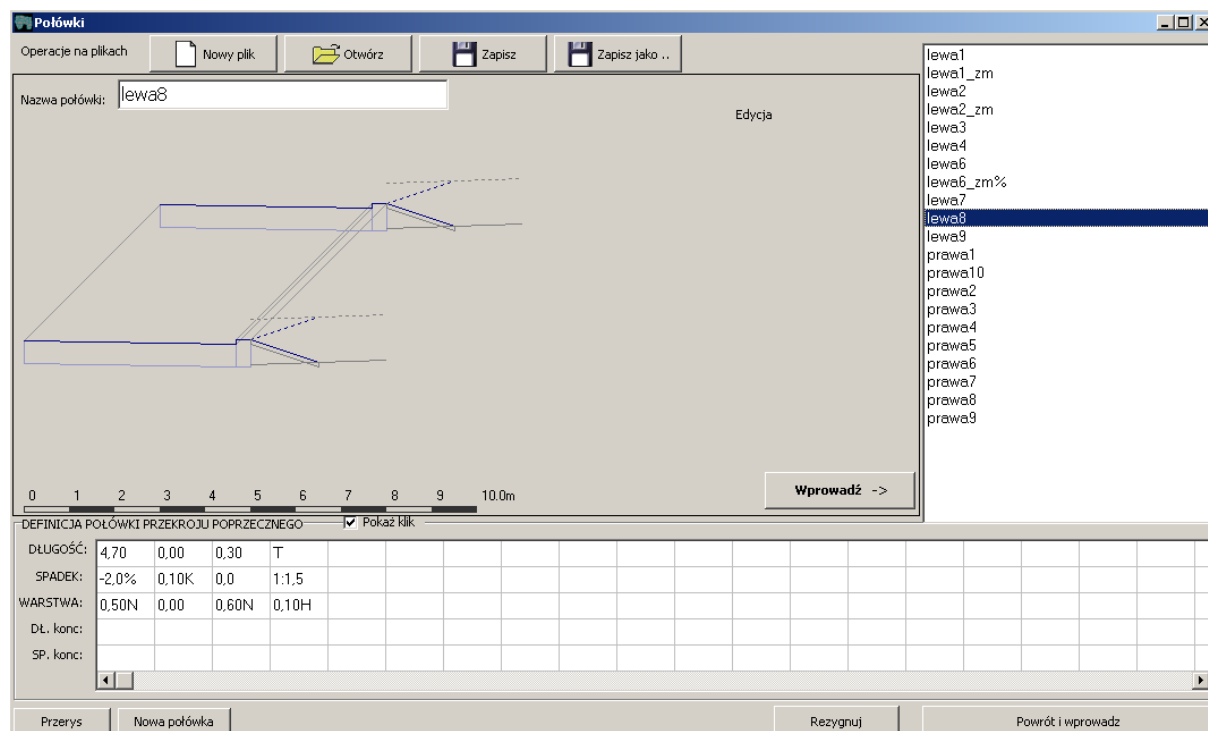 Połówki
Operacje na plikach
Nowy plik
Otwórz
Zapisz
Zapisz jako ..
Nazwa połówki:
lewa8
Edycja
lewa1
lewa1_zm
lewa2
lewa2_zm
lewa3
lewa4
lewa6
lewa6_zm%
lewa7
lewa8
lewa9
prawa1
prawa10
prawa2
prawa3
prawa4
prawa5
prawa6
prawa7
prawa8
prawa9
Wprowadź ->
0 1 2 3 4 5 6 7 8 9 10.0m
DEFINICJA POŁÓWKI PRZEKROJU POPRZECZNEGO
Pokaż klik
DŁUGOŚĆ: 4,70 0,00 0,30 T
SPADEK: -2,0% 0,10K 0,0 1:1,5
WARSTWA: 0,50N 0,00 0,60N 0,10H
DŁ. konc:
SP. konc:
Przerys
Nowa połówka
Rezygnuj
Powrót i wprowadz